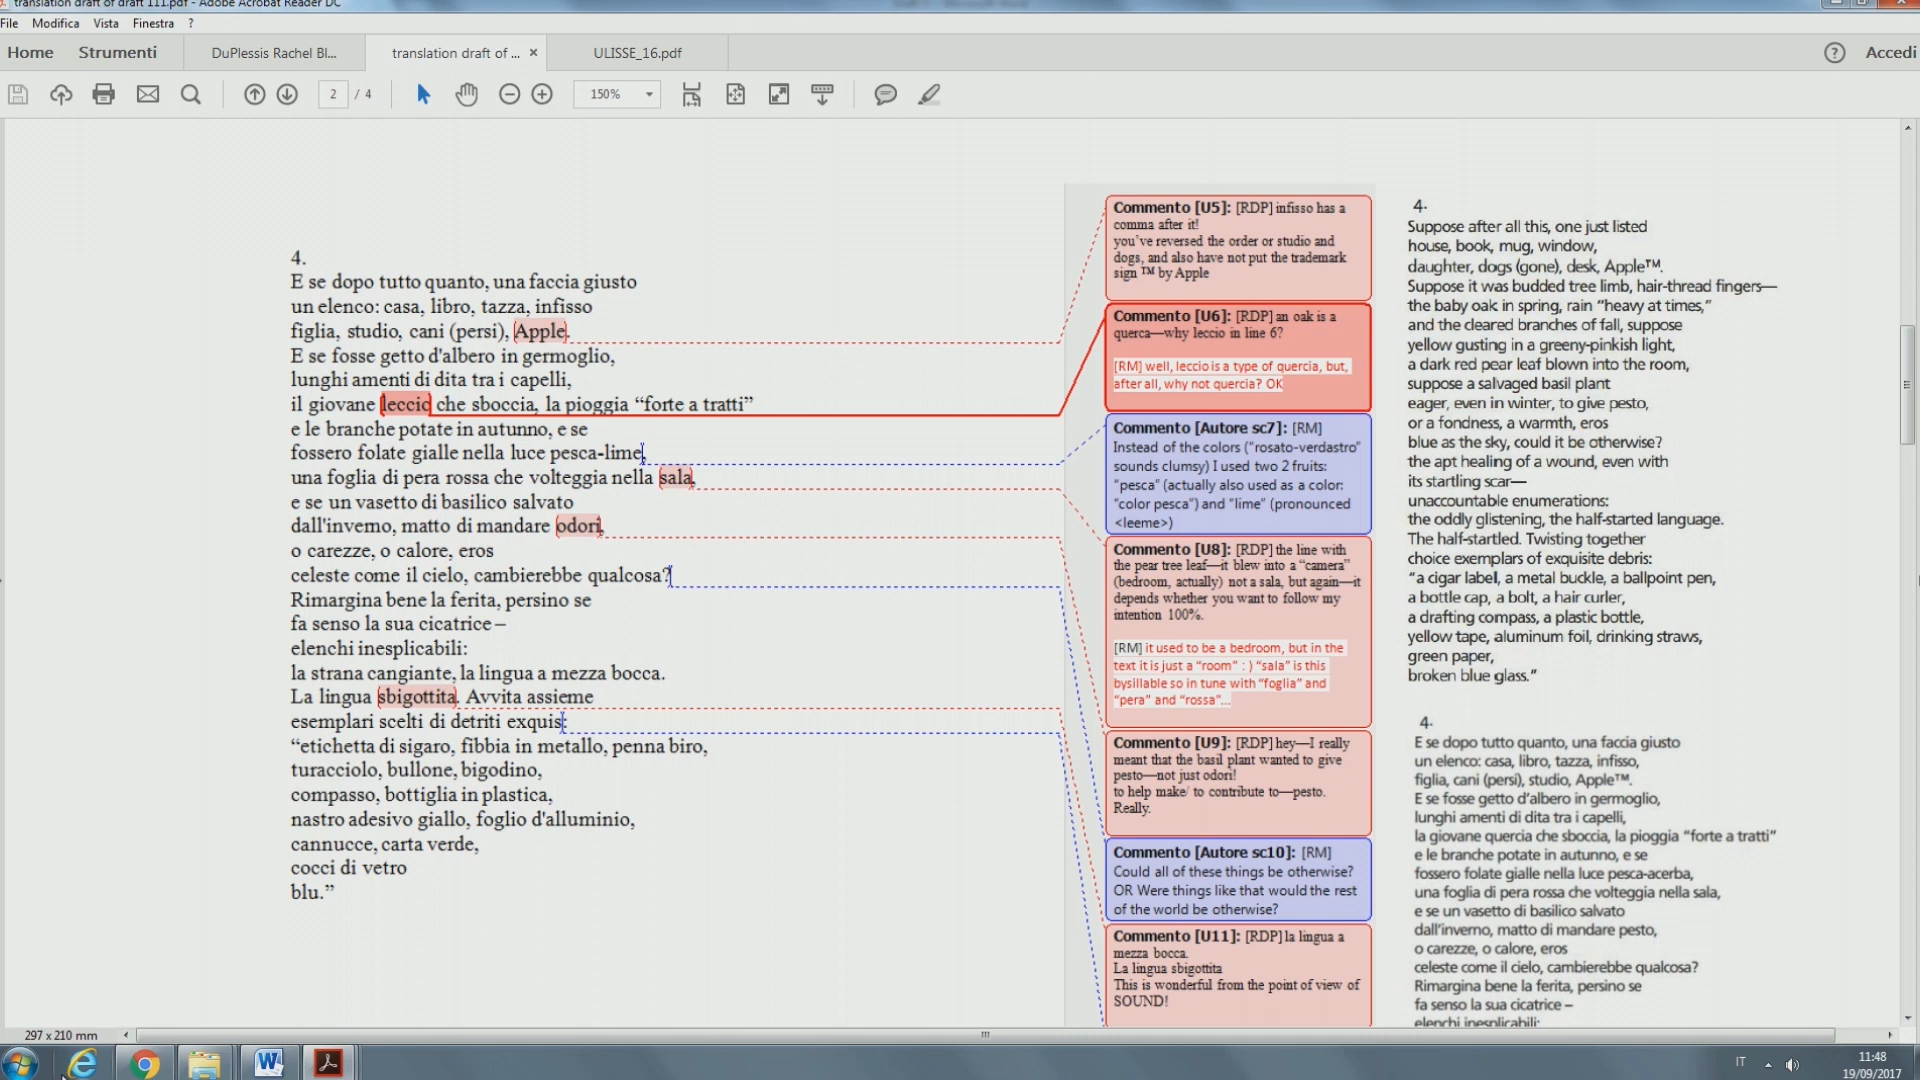 translation draft of draft 111.pdf - Adobe Acrobat Reader DC
File Modifica Vista Finestra ?
Home Strumenti DuPlessis Rachel Bl... translation draft of ... × ULISSE_16.pdf ? Accedi
2 / 4 150%
4.
E se dopo tutto quanto, una faccia giusto
un elenco: casa, libro, tazza, infisso
figlia, studio, cani (persi), Apple.
E se fosse getto d'albero in germoglio,
lunghi amenti di dita tra i capelli,
il giovane leccio che sboccia, la pioggia “forte a tratti”
e le branche potate in autunno, e se
fossero folate gialle nella luce pesca-lime,
una foglia di pera rossa che volteggia nella sala,
e se un vasetto di basilico salvato
dall'inverno, matto di mandare odori,
o carezze, o calore, eros
celeste come il cielo, cambierebbe qualcosa?
Rimargina bene la ferita, persino se
fa senso la sua cicatrice –
elenchi inesplicabili:
la strana cangiante, la lingua a mezza bocca.
La lingua sbigottita. Avvita assieme
esemplari scelti di detriti exquis:
“etichetta di sigaro, fibbia in metallo, penna biro,
turacciolo, bullone, bigodino,
compasso, bottiglia in plastica,
nastro adesivo giallo, foglio d'alluminio,
cannucce, carta verde,
cocci di vetro
blu.”
Commento [U5]: [RDP] infisso has a
comma after it!
you’ve reversed the order or studio and
dogs, and also have not put the trademark
sign ™ by Apple
Commento [U6]: [RDP] an oak is a
querca—why leccio in line 6?
[RM] well, leccio is a type of quercia, but,
after all, why not quercia? OK
Commento [Autore sc7]: [RM]
Instead of the colors (“rosato-verdastro”
sounds clumsy) I used two 2 fruits:
“pesca” (actually also used as a color:
“color pesca”) and “lime” (pronounced
<leeme>)
Commento [U8]: [RDP] the line with
the pear tree leaf—it blew into a “camera”
(bedroom, actually) not a sala, but again—it
depends whether you want to follow my
intention 100%.
[RM] it used to be a bedroom, but in the
text it is just a “room” : ) “sala” is this
bysillable so in tune with “foglia” and
“pera” and “rossa”...
Commento [U9]: [RDP] hey—I really
meant that the basil plant wanted to give
pesto—not just odori!
to help make/ to contribute to—pesto.
Really.
Commento [Autore sc10]: [RM]
Could all of these things be otherwise?
OR Were things like that would the rest
of the world be otherwise?
Commento [U11]: [RDP] la lingua a
mezza bocca.
La lingua sbigottita
This is wonderful from the point of view of
SOUND!
4.
Suppose after all this, one just listed
house, book, mug, window,
daughter, dogs (gone), desk, Apple™.
Suppose it was budded tree limb, hair-thread fingers—
the baby oak in spring, rain “heavy at times,”
and the cleared branches of fall, suppose
yellow gusting in a greeny-pinkish light,
a dark red pear leaf blown into the room,
suppose a salvaged basil plant
eager, even in winter, to give pesto,
or a fondness, a warmth, eros
blue as the sky, could it be otherwise?
the apt healing of a wound, even with
its startling scar—
unaccountable enumerations:
the oddly glistening, the half-started language.
The half-startled. Twisting together
choice exemplars of exquisite debris:
“a cigar label, a metal buckle, a ballpoint pen,
a bottle cap, a bolt, a hair curler,
a drafting compass, a plastic bottle,
yellow tape, aluminum foil, drinking straws,
green paper,
broken blue glass.”
4.
E se dopo tutto quanto, una faccia giusto
un elenco: casa, libro, tazza, infisso,
figlia, cani (persi), studio, Apple™.
E se fosse getto d’albero in germoglio,
lunghi amenti di dita tra i capelli,
la giovane quercia che sboccia, la pioggia “forte a tratti”
e le branche potate in autunno, e se
fossero folate gialle nella luce pesca-acerba,
una foglia di pera rossa che volteggia nella sala,
e se un vasetto di basilico salvato
dall’inverno, matto di mandare pesto,
o carezze, o calore, eros
celeste come il cielo, cambierebbe qualcosa?
Rimargina bene la ferita, persino se
fa senso la sua cicatrice –
elenchi inesplicabili:
297 x 210 mm
IT
11:48
19/09/2017